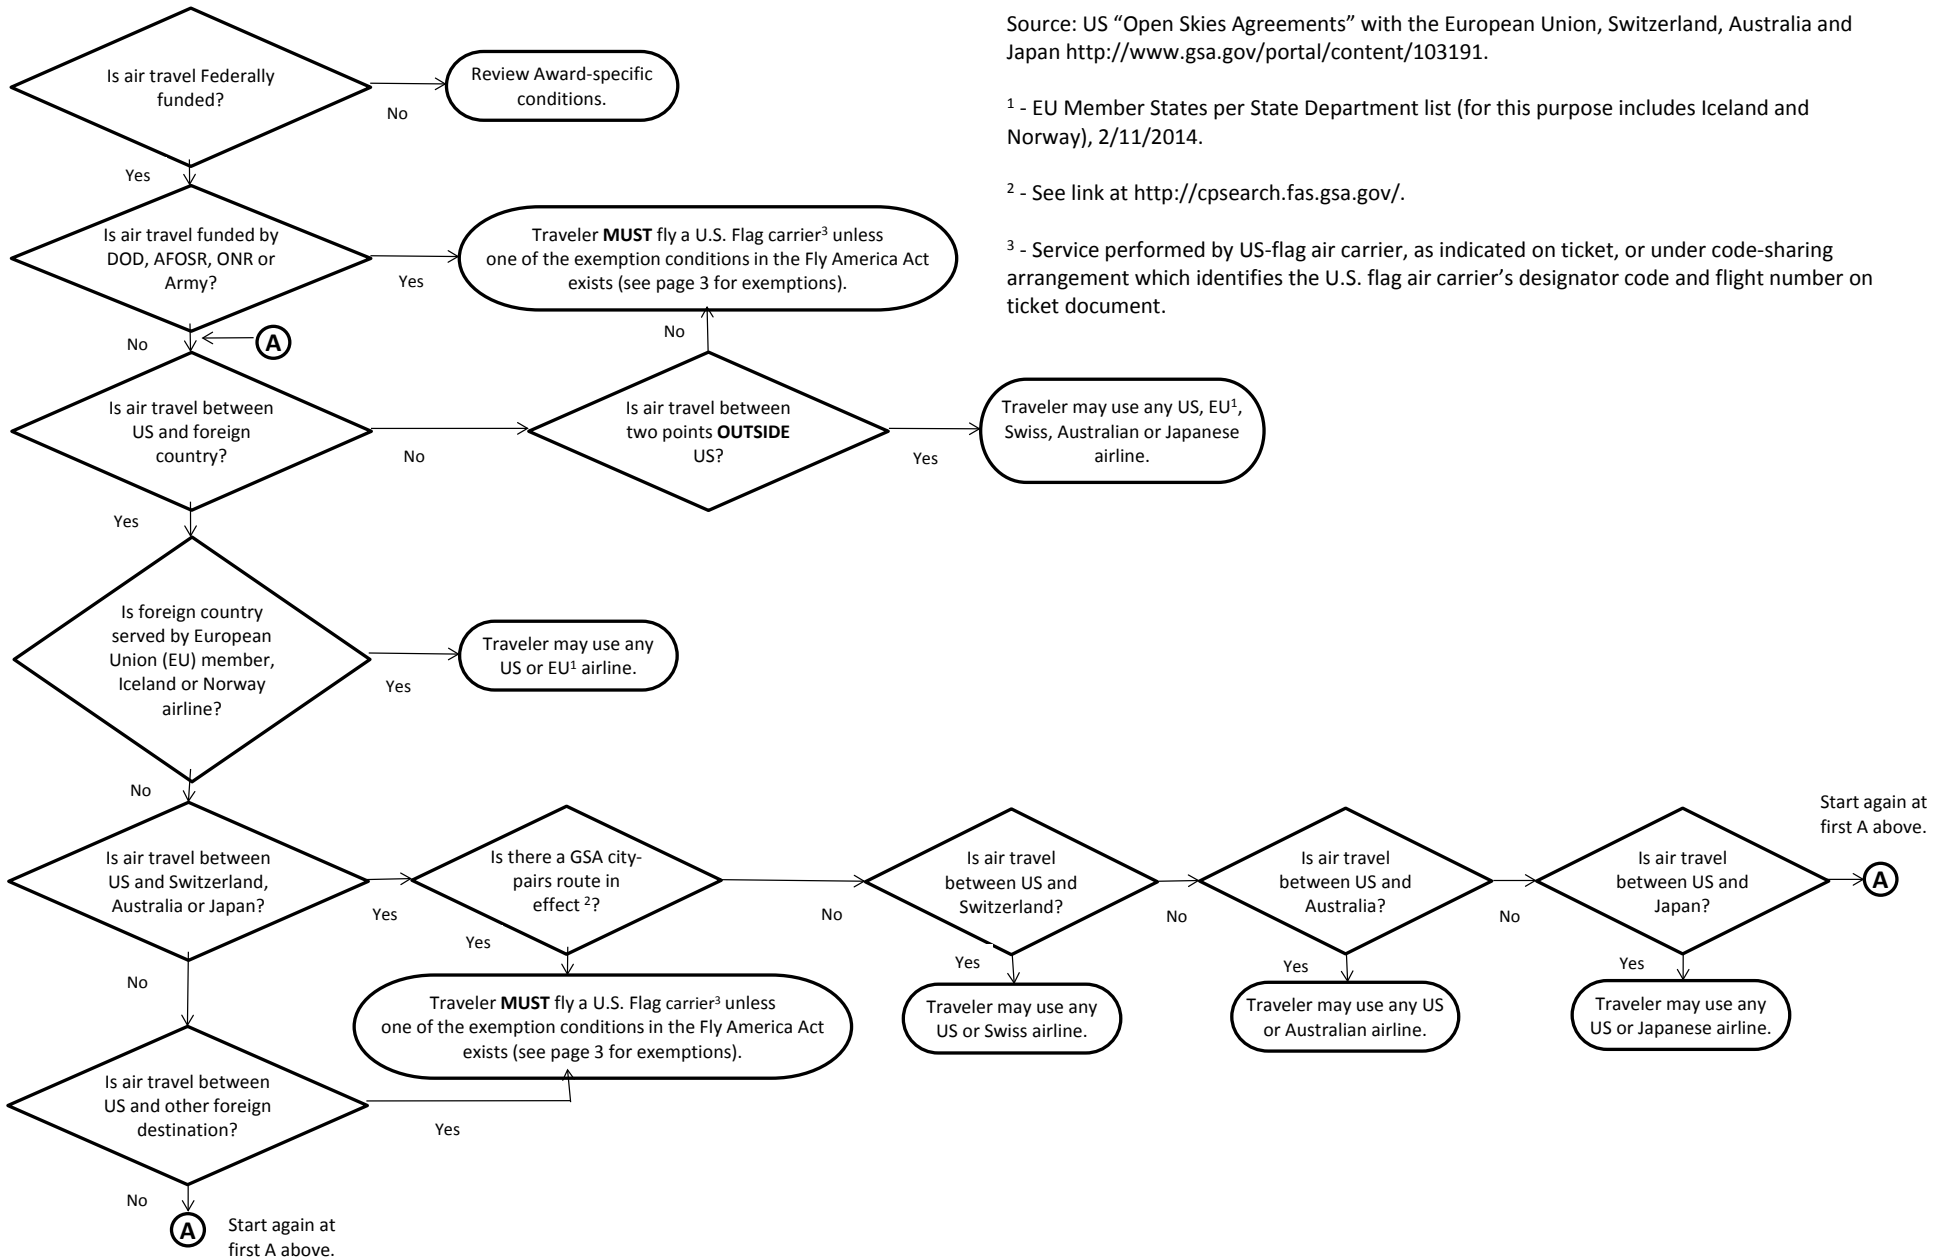 Source: US “Open Skies Agreements” with the European Union, Switzerland, Australia and
Japan http://www.gsa.gov/portal/content/103191.
1 - EU Member States per State Department list (for this purpose includes Iceland and
Norway), 2/11/2014.
2 - See link at http://cpsearch.fas.gsa.gov/.
3 - Service performed by US-flag air carrier, as indicated on ticket, or under code-sharing
arrangement which identifies the U.S. flag air carrier’s designator code and flight number on
ticket document.
Is air travel Federally
funded?
No
Review Award-specific
conditions.
Yes
Is air travel funded by
DOD, AFOSR, ONR or
Army?
Yes
Traveler MUST fly a U.S. Flag carrier3 unless
one of the exemption conditions in the Fly America Act
exists (see page 3 for exemptions).
No
A
No
Is air travel between
US and foreign
country?
No
Is air travel between
two points OUTSIDE
US?
Yes
Traveler may use any US, EU1,
Swiss, Australian or Japanese
airline.
Yes
Is foreign country
served by European
Union (EU) member,
Iceland or Norway
airline?
Yes
Traveler may use any
US or EU1 airline.
No
Is air travel between
US and Switzerland,
Australia or Japan?
Yes
Is there a GSA city-
pairs route in
effect 2?
No
Is air travel
between US and
Switzerland?
No
Is air travel
between US and
Australia?
No
Is air travel
between US and
Japan?
Start again at
first A above.
A
Yes
Yes
Yes
Yes
No
Traveler MUST fly a U.S. Flag carrier3 unless
one of the exemption conditions in the Fly America Act
exists (see page 3 for exemptions).
Traveler may use any
US or Swiss airline.
Traveler may use any US
or Australian airline.
Traveler may use any
US or Japanese airline.
Is air travel between
US and other foreign
destination?
Yes
No
A
Start again at
first A above.